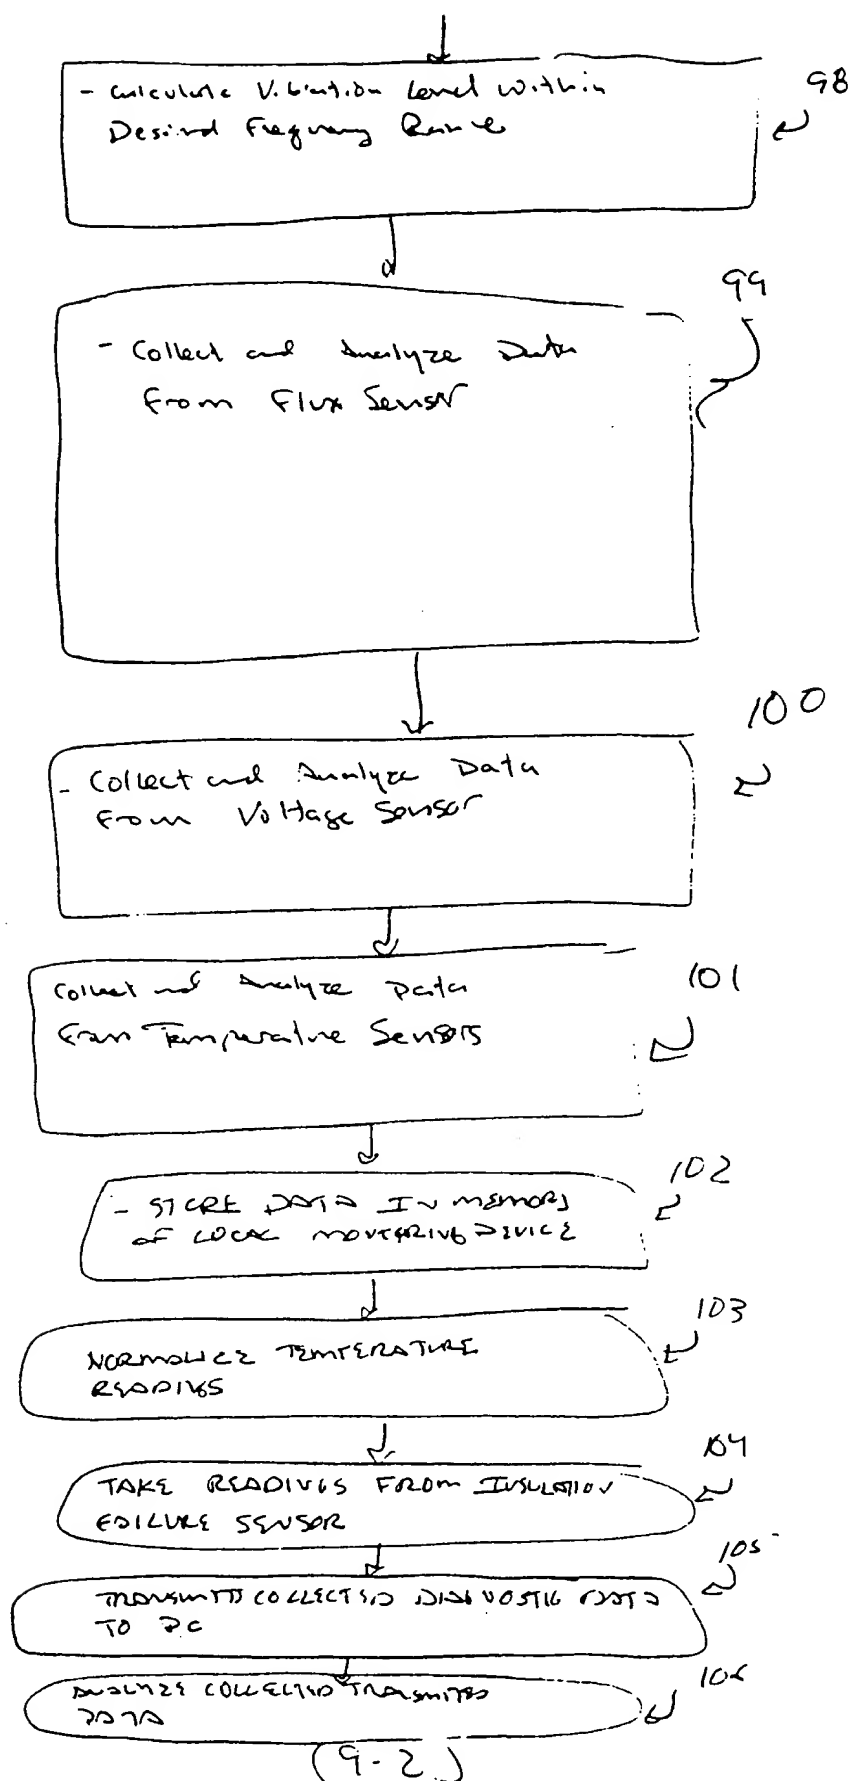 - Calculate Vibration Level Within
Desired Frequency Range
98
99
- Collect and Analyze Data
From Flux Sensor
100
- Collect and Analyze Data
From Voltage Sensor
101
Collect and Analyze Data
From Temperature Sensors
102
- STORE DATA IN MEMORY
OF LOCAL MONITORING DEVICE
103
NORMALIZE TEMPERATURE
READINGS
104
TAKE READINGS FROM INSULATION
FAILURE SENSOR
105
TRANSMIT COLLECTED DIAGNOSTIC DATA
TO PC
106
ANALYZE COLLECTED TRANSMITTED
DATA
(9-2)